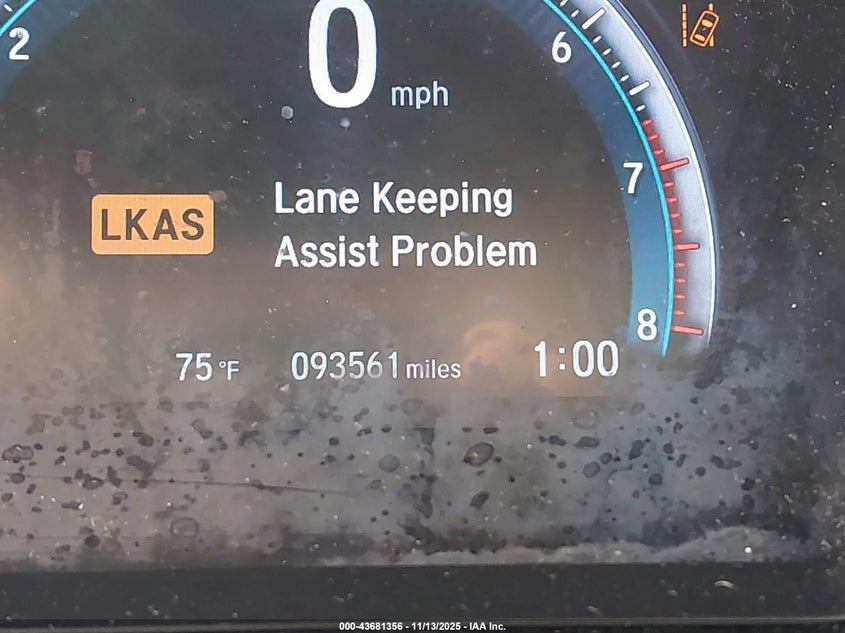 2
0 mph
6
7
LKAS
Lane Keeping
Assist Problem
8
75 °F
093561 miles
1:00
000-43681356 - 11/13/2025 - IAA Inc.